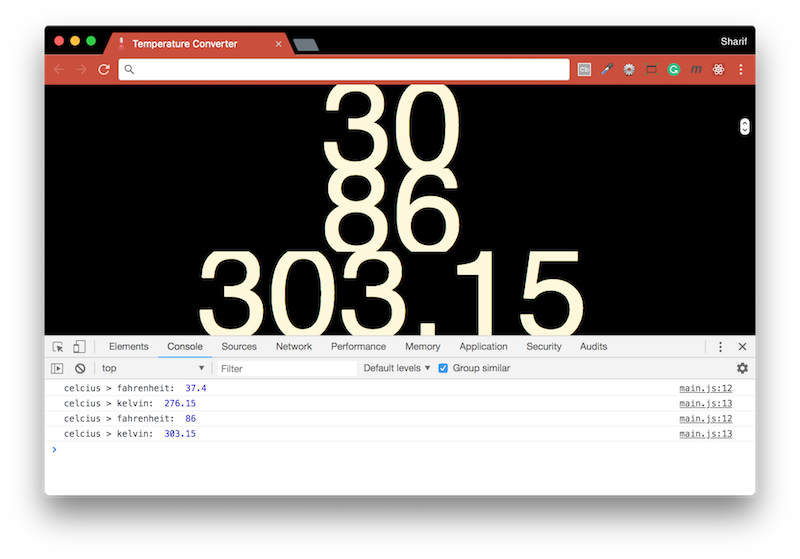 Temperature Converter
Sharif
Cb
G
m
30
86
303.15
Elements Console Sources Network Performance Memory Application Security Audits
top Filter Default levels Group similar
celcius > fahrenheit: 37.4 main.js:12
celcius > kelvin: 276.15 main.js:13
celcius > fahrenheit: 86 main.js:12
celcius > kelvin: 303.15 main.js:13
>